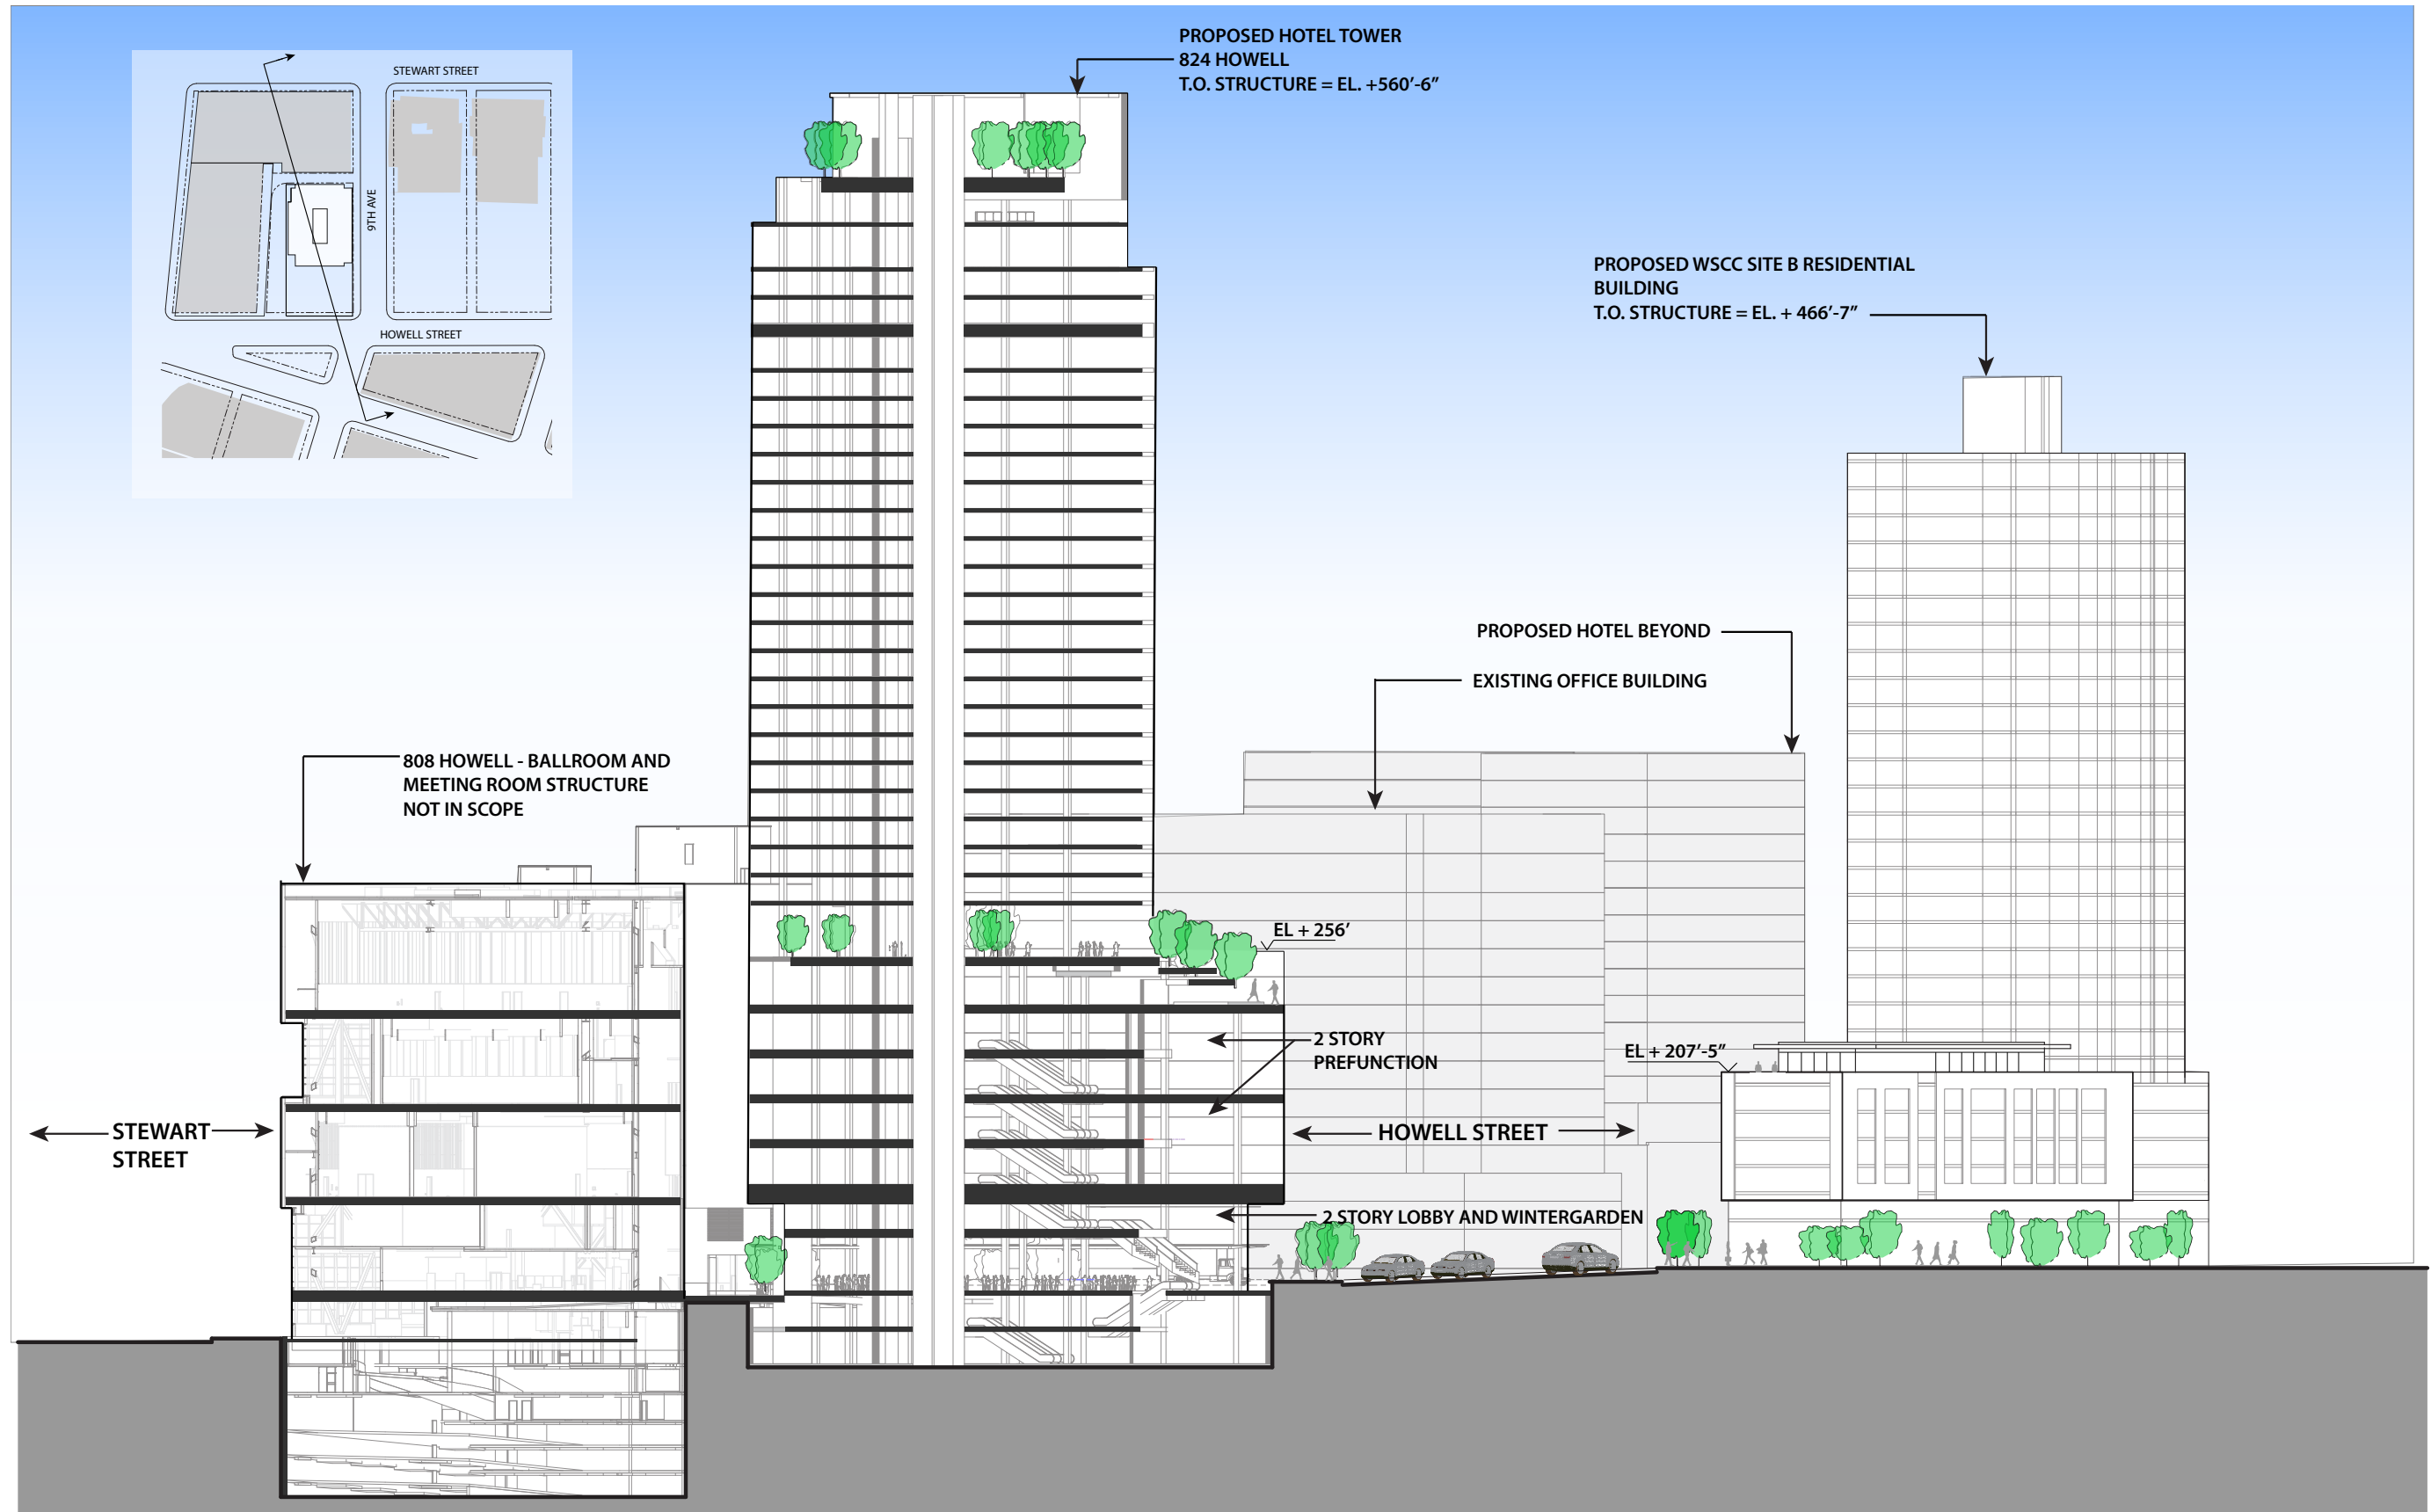 PROPOSED HOTEL TOWER
824 HOWELL
T.O. STRUCTURE = EL. +560’-6”
STEWART STREET
9TH AVE
HOWELL STREET
PROPOSED WSCC SITE B RESIDENTIAL
BUILDING
T.O. STRUCTURE = EL. + 466’-7”
PROPOSED HOTEL BEYOND
EXISTING OFFICE BUILDING
808 HOWELL - BALLROOM AND
MEETING ROOM STRUCTURE
NOT IN SCOPE
EL + 256’
2 STORY
PREFUNCTION
EL + 207’-5”
STEWART
STREET
HOWELL STREET
2 STORY LOBBY AND WINTERGARDEN